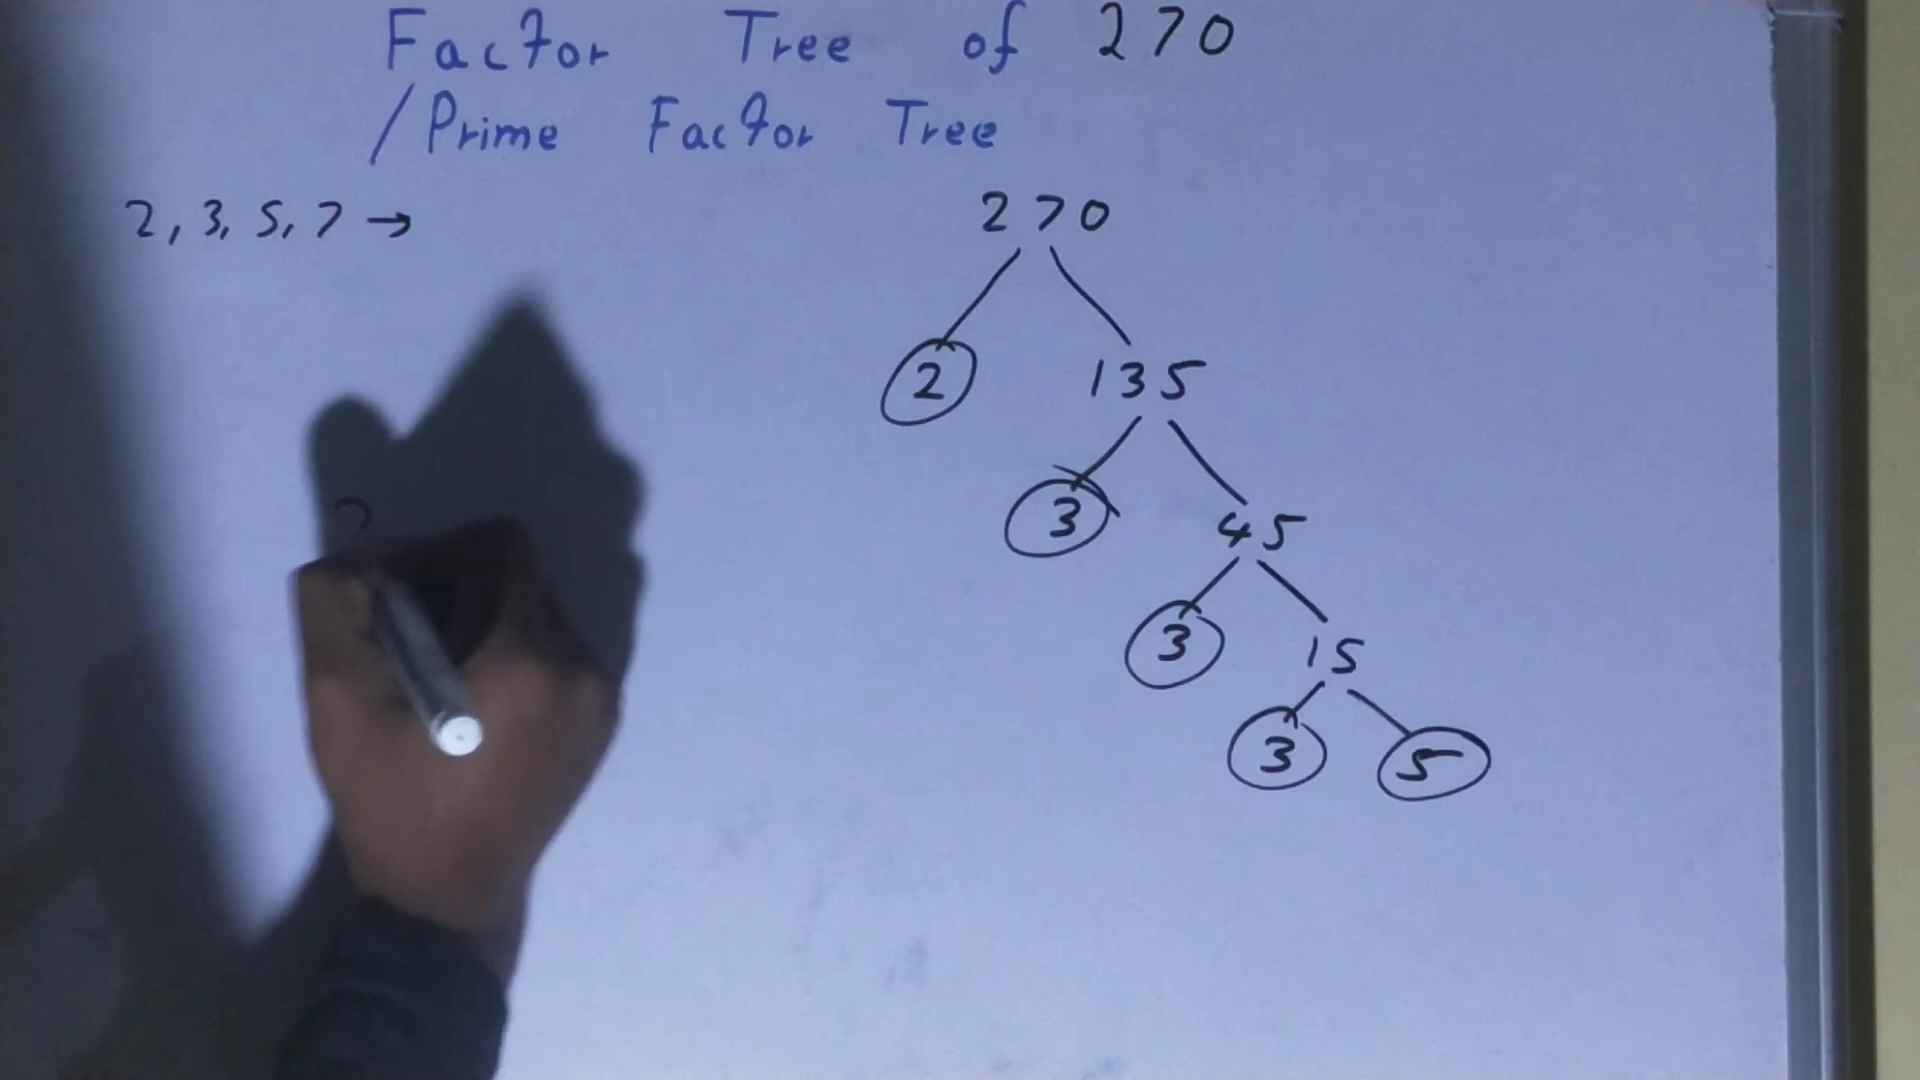 Factor Tree of 270
/Prime Factor Tree
2, 3, 5, 7 →
270
2 135
3 45
3 15
3 5